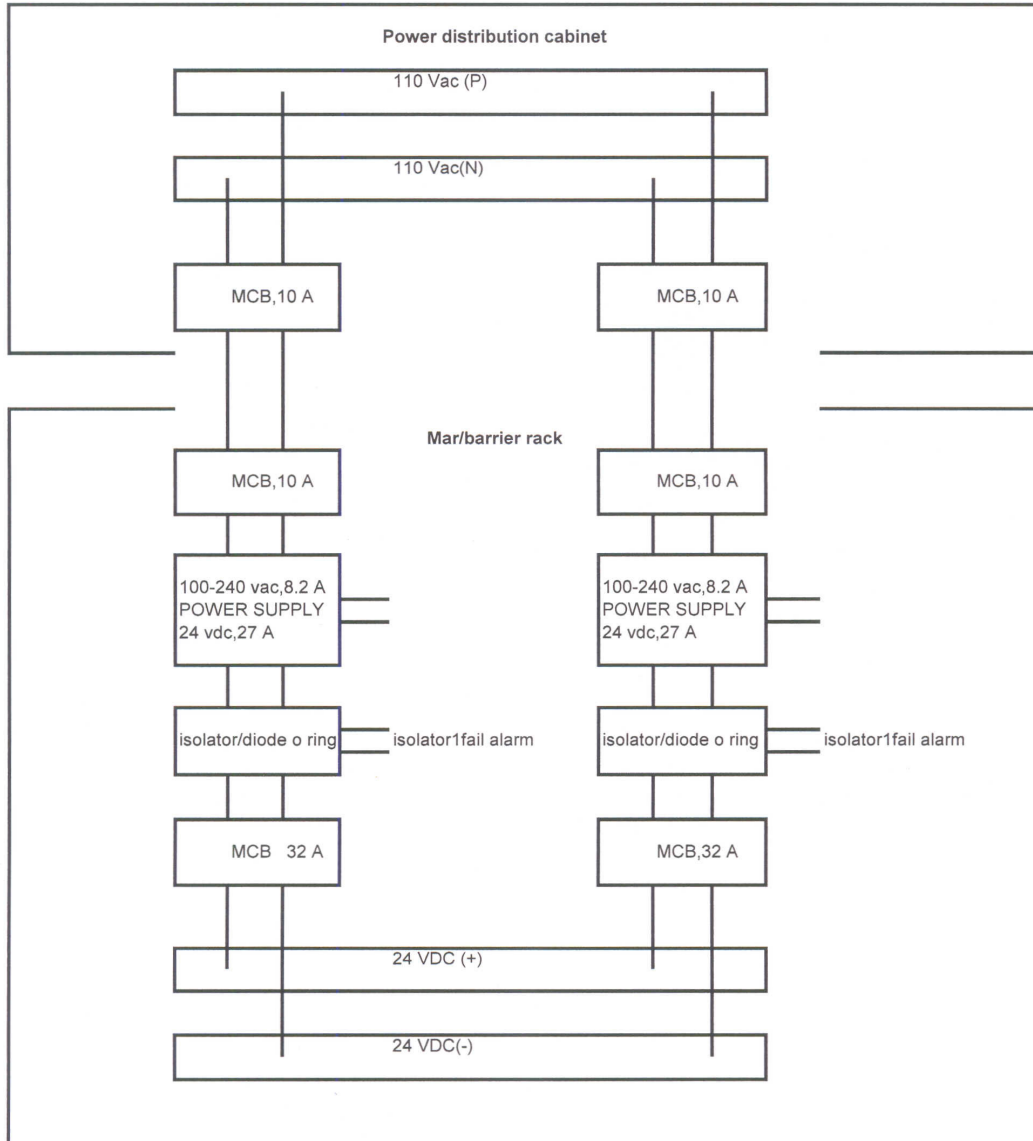 Power distribution cabinet
110 Vac (P)
110 Vac(N)
MCB,10 A
MCB,10 A
Mar/barrier rack
MCB,10 A
MCB,10 A
100-240 vac,8.2 A
POWER SUPPLY
24 vdc,27 A
100-240 vac,8.2 A
POWER SUPPLY
24 vdc,27 A
isolator/diode o ring
isolator1fail alarm
isolator/diode o ring
isolator1fail alarm
MCB 32 A
MCB,32 A
24 VDC (+)
24 VDC(-)